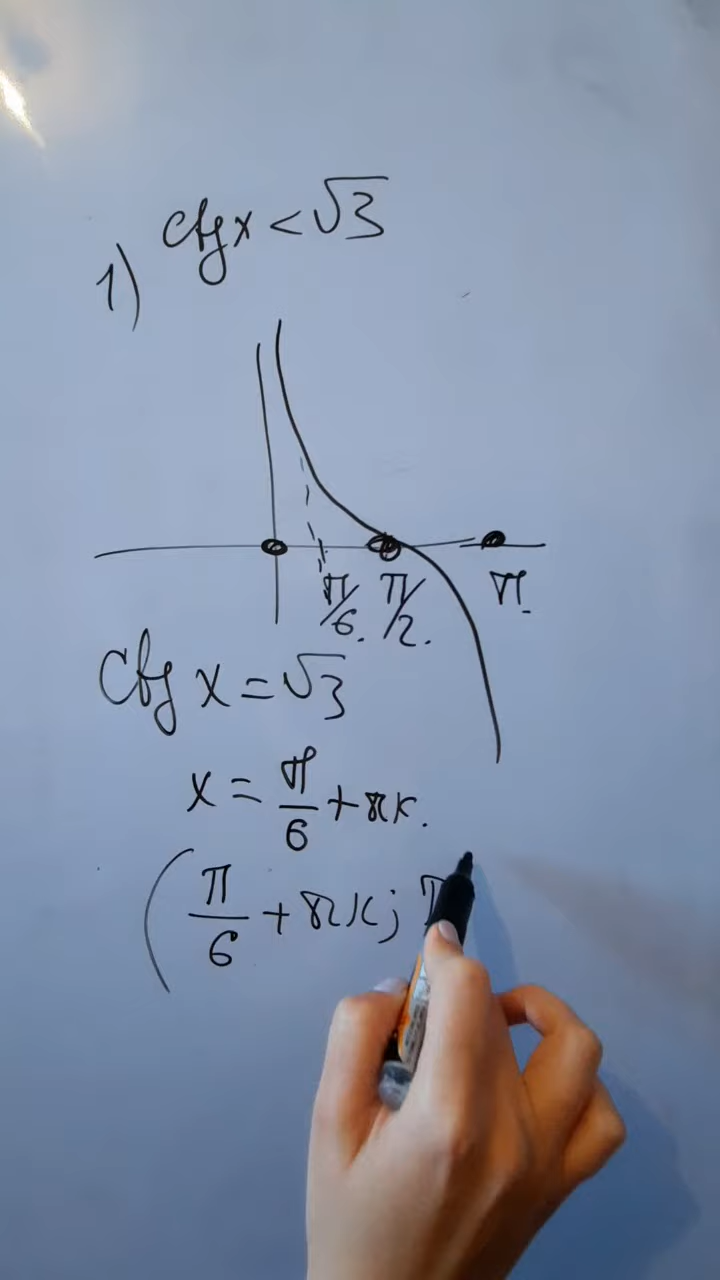 ctg x < √3
1)
π/6. π/2. π.
ctg x = √3
x = π/6 + πk.
(π/6 + πk; π